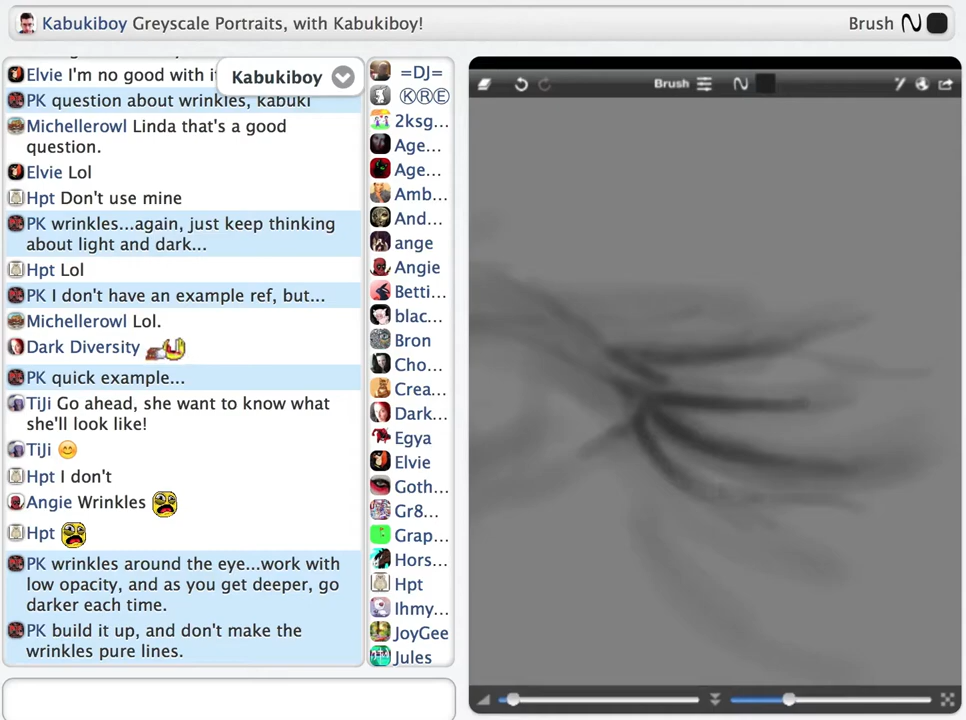 Kabukiboy Greyscale Portraits, with Kabukiboy!
Brush
Elvie I'm no good with
Kabukiboy
PK question about wrinkles, kabuki
Michellerowl Linda that's a good
question.
Elvie Lol
Hpt Don't use mine
PK wrinkles...again, just keep thinking
about light and dark...
Hpt Lol
PK I don't have an example ref, but...
Michellerowl Lol.
Dark Diversity
PK quick example...
TiJi Go ahead, she want to know what
she'll look like!
TiJi
Hpt I don't
Angie Wrinkles
Hpt
PK wrinkles around the eye...work with
low opacity, and as you get deeper, go
darker each time.
PK build it up, and don't make the
wrinkles pure lines.
=DJ=
ⓀⓇⒺ
2ksg...
Age...
Age...
Amb...
And...
ange
Angie
Betti...
blac...
Bron
Cho...
Crea...
Dark...
Egya
Elvie
Goth...
Gr8...
Grap...
Hors...
Hpt
Ihmy...
JoyGee
Jules
Brush